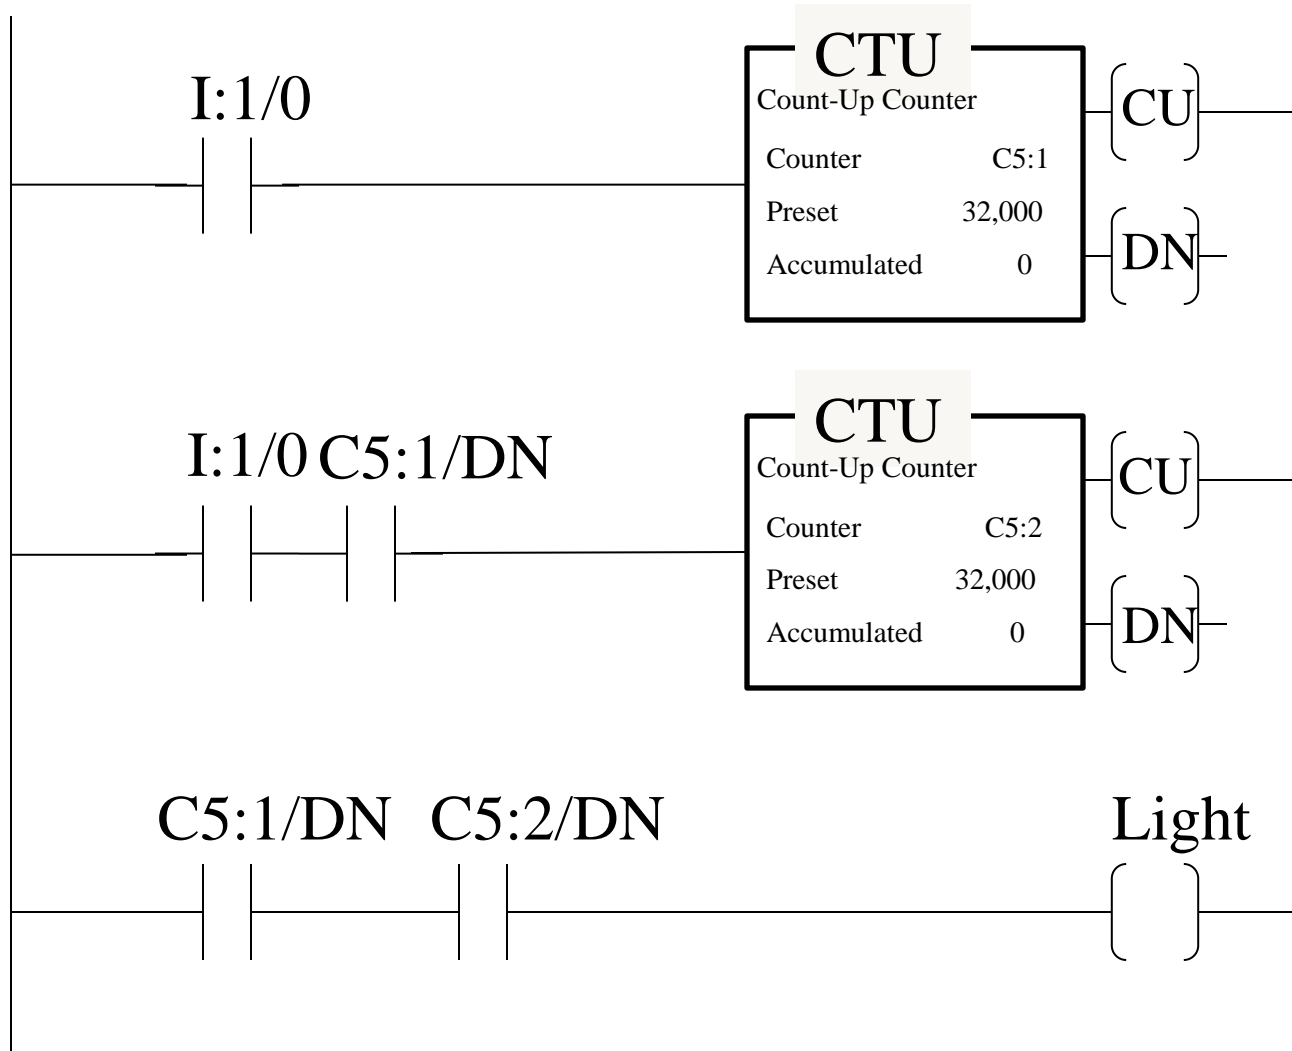 CTU
I:1/0
Count-Up Counter
CU
Counter C5:1
Preset 32,000
DN
Accumulated 0
CTU
I:1/0 C5:1/DN
Count-Up Counter
CU
Counter C5:2
Preset 32,000
DN
Accumulated 0
C5:1/DN C5:2/DN Light